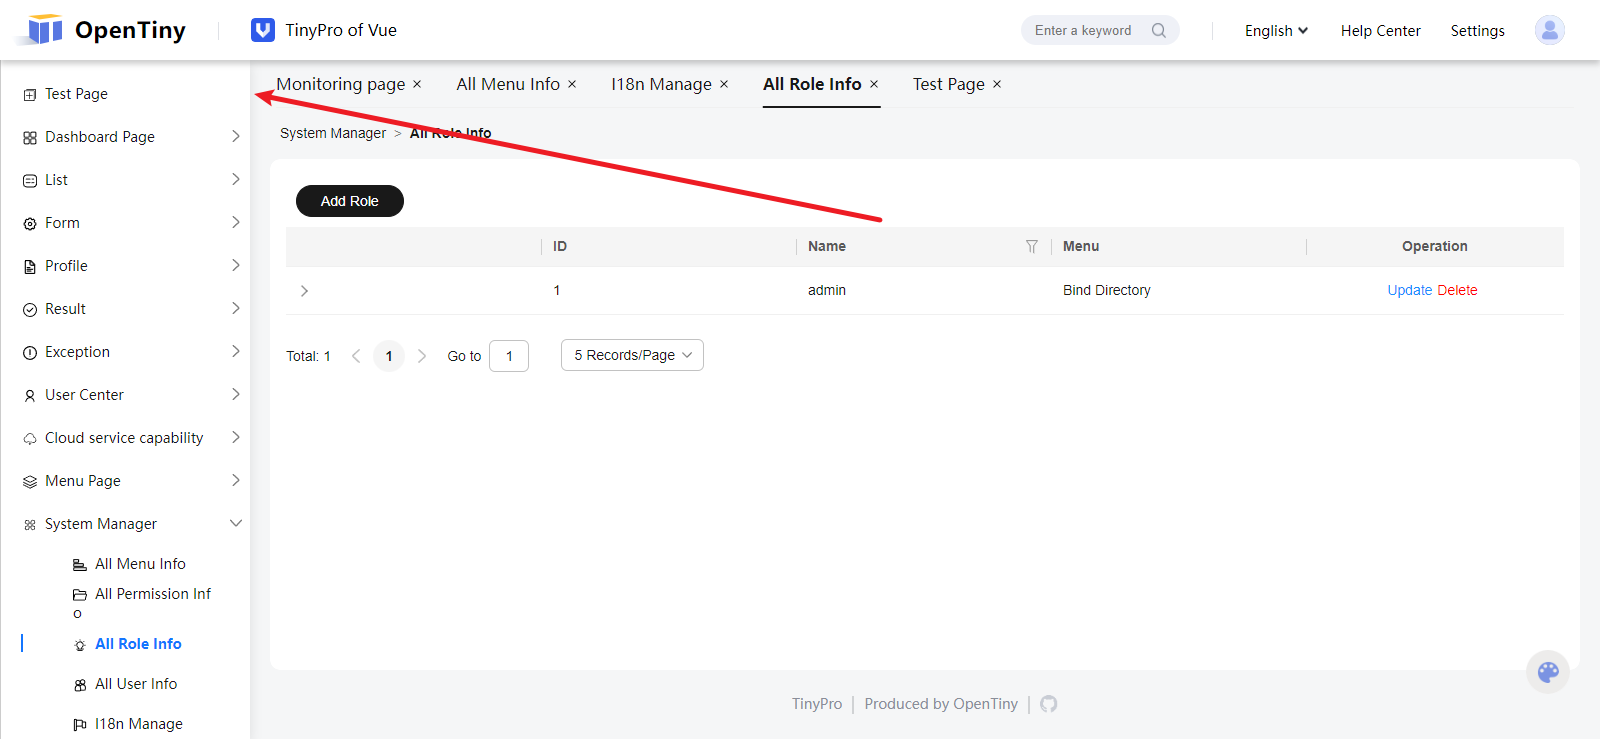 OpenTiny
TinyPro of Vue
Enter a keyword
English
Help Center
Settings
Test Page
Dashboard Page
List
Form
Profile
Result
Exception
User Center
Cloud service capability
Menu Page
System Manager
All Menu Info
All Permission Inf
o
All Role Info
All User Info
I18n Manage
Monitoring page ×
All Menu Info ×
I18n Manage ×
All Role Info ×
Test Page ×
System Manager > All Role Info
Add Role
ID
Name
Menu
Operation
1
admin
Bind Directory
Update Delete
Total: 1
1
Go to
1
5 Records/Page
TinyPro
Produced by OpenTiny